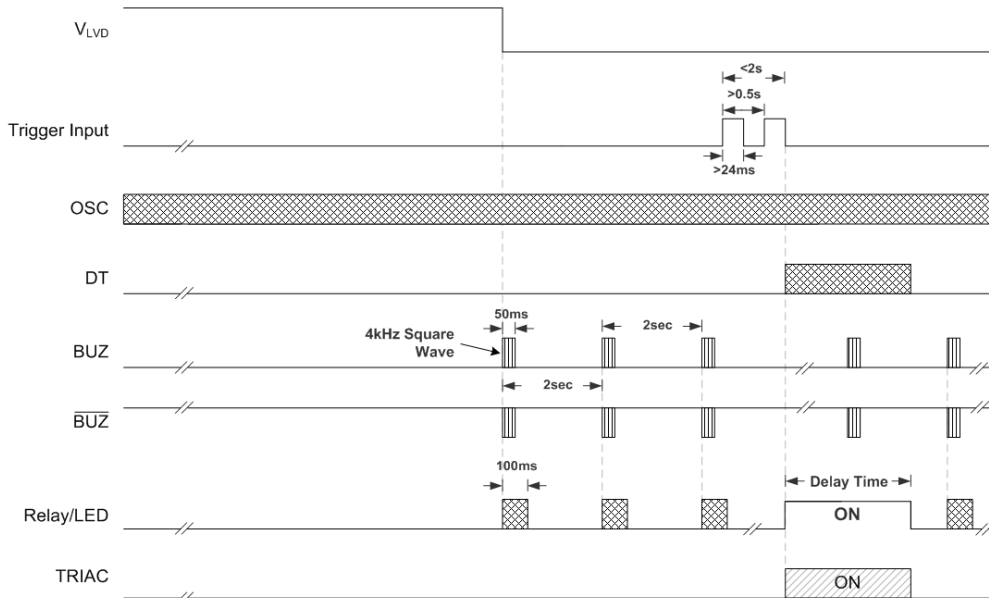 VLVD
<2s
>0.5s
Trigger Input
>24ms
OSC
DT
50ms
2sec
4kHz Square
Wave
BUZ
2sec
BUZ
100ms
Delay Time
Relay/LED
ON
TRIAC
ON